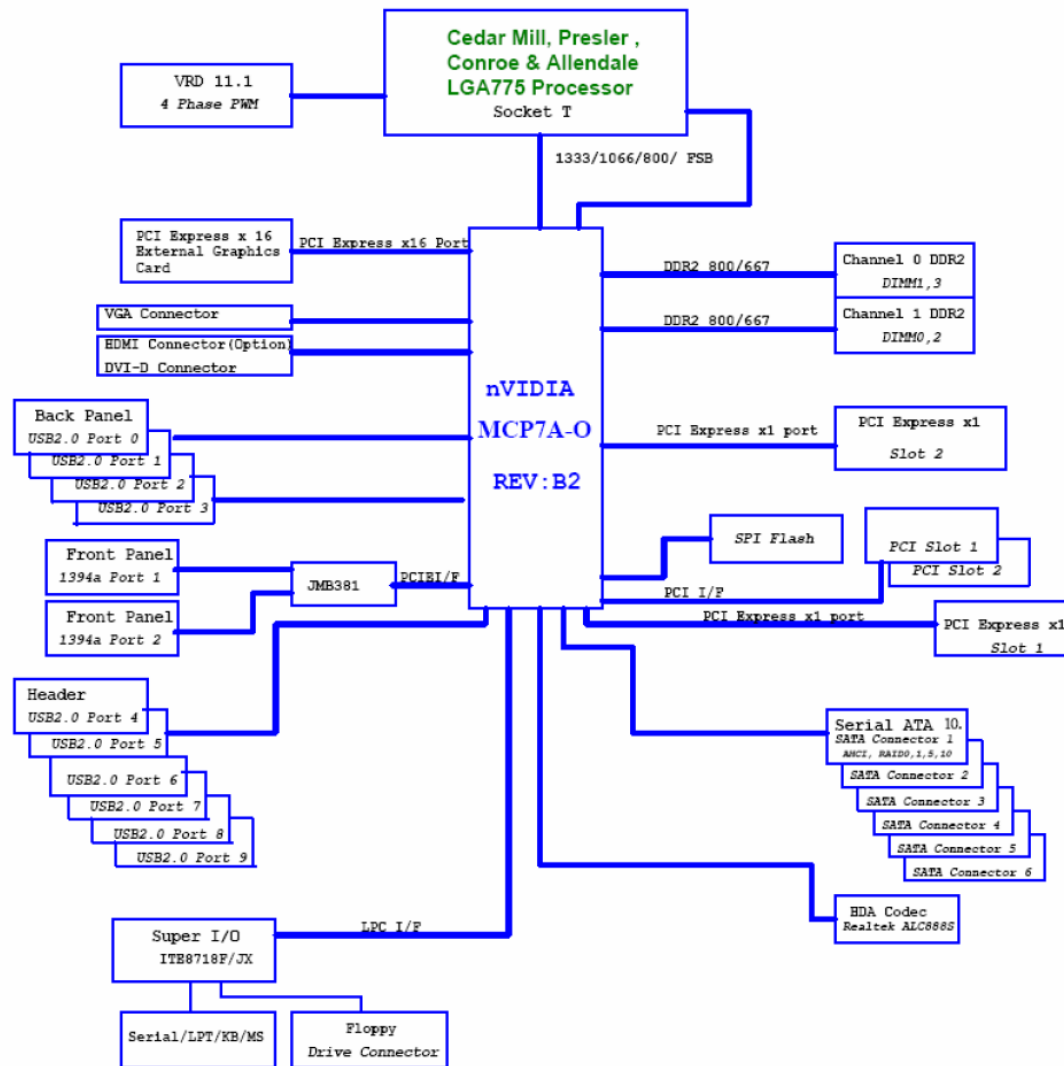 Cedar Mill, Presler ,
Conroe & Allendale
LGA775 Processor
Socket T
VRD 11.1
4 Phase PWM
1333/1066/800/ FSB
PCI Express x 16
External Graphics
Card
PCI Express x16 Port
DDR2 800/667
Channel 0 DDR2
DIMM1,3
VGA Connector
DDR2 800/667
Channel 1 DDR2
DIMM0,2
HDMI Connector(Option)
DVI-D Connector
nVIDIA
MCP7A-O
REV:B2
Back Panel
USB2.0 Port 0
USB2.0 Port 1
USB2.0 Port 2
USB2.0 Port 3
PCI Express x1 port
PCI Express x1
Slot 2
SPI Flash
PCI Slot 1
PCI Slot 2
PCI I/F
Front Panel
1394a Port 1
JMB381
PCIEI/F
Front Panel
1394a Port 2
PCI Express x1 port
PCI Express x1
Slot 1
Header
USB2.0 Port 4
USB2.0 Port 5
USB2.0 Port 6
USB2.0 Port 7
USB2.0 Port 8
USB2.0 Port 9
Serial ATA 10.
SATA Connector 1
AHCI, RAID0,1,5,10
SATA Connector 2
SATA Connector 3
SATA Connector 4
SATA Connector 5
SATA Connector 6
HDA Codec
Realtek ALC888S
LPC I/F
Super I/O
ITE8718F/JX
Serial/LPT/KB/MS
Floppy
Drive Connector